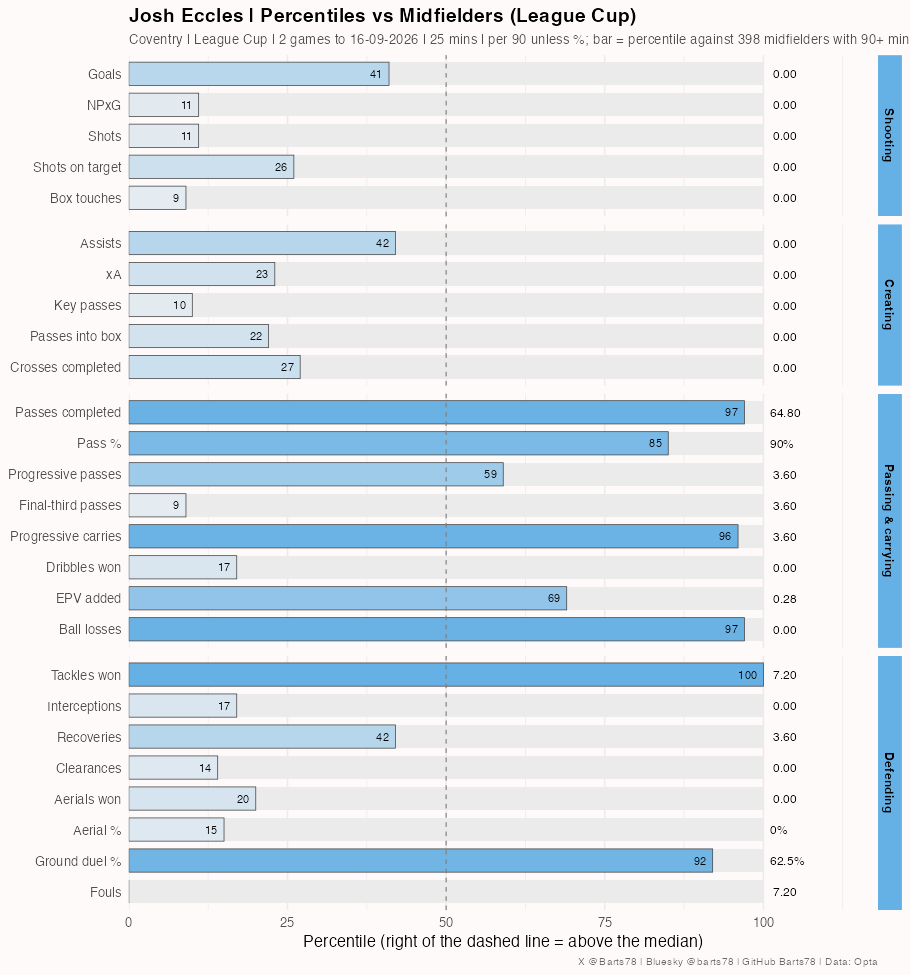 Josh Eccles | Percentiles vs Midfielders (League Cup)
Coventry | League Cup | 2 games to 16-09-2026 | 25 mins | per 90 unless %; bar = percentile against 398 midfielders with 90+ min
Goals 41 0.00
NPxG 11 0.00
Shots 11 0.00
Shots on target 26 0.00
Box touches 9 0.00
Shooting
Assists 42 0.00
xA 23 0.00
Key passes 10 0.00
Passes into box 22 0.00
Crosses completed 27 0.00
Creating
Passes completed 97 64.80
Pass % 85 90%
Progressive passes 59 3.60
Final-third passes 9 3.60
Progressive carries 96 3.60
Dribbles won 17 0.00
EPV added 69 0.28
Ball losses 97 0.00
Passing & carrying
Tackles won 100 7.20
Interceptions 17 0.00
Recoveries 42 3.60
Clearances 14 0.00
Aerials won 20 0.00
Aerial % 15 0%
Ground duel % 92 62.5%
Fouls 7.20
Defending
0 25 50 75 100
Percentile (right of the dashed line = above the median)
X @Barts78 | Bluesky @barts78 | GitHub Barts78 | Data: Opta